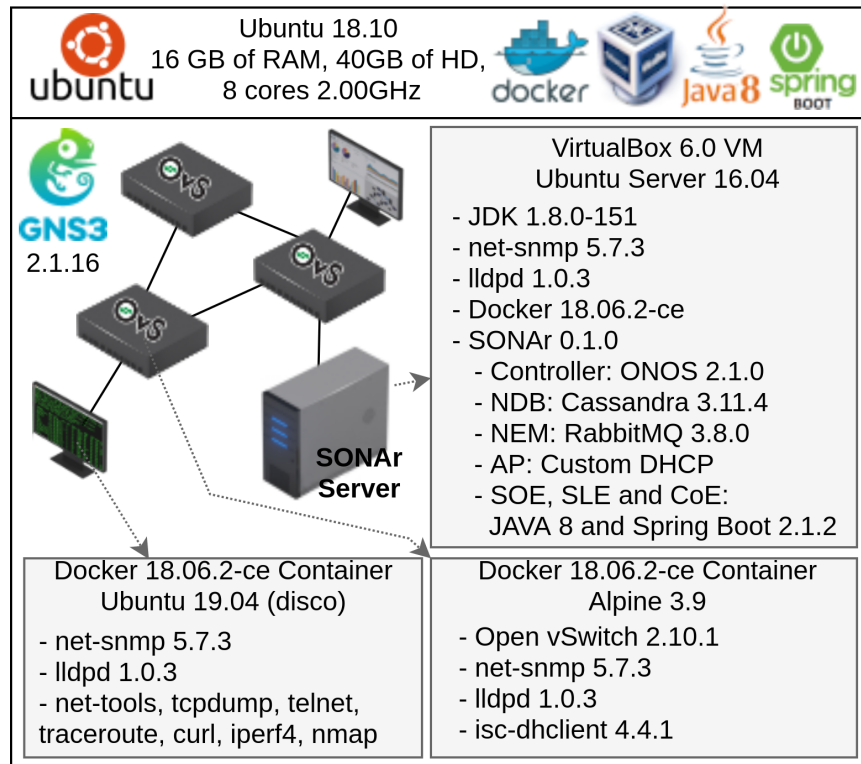 Ubuntu 18.10
16 GB of RAM, 40GB of HD,
8 cores 2.00GHz
ubuntu
docker
Java 8
spring
BOOT
GNS3
2.1.16
OvS
OvS
OvS
SONAr
Server
VirtualBox 6.0 VM
Ubuntu Server 16.04
- JDK 1.8.0-151
- net-snmp 5.7.3
- lldpd 1.0.3
- Docker 18.06.2-ce
- SONAr 0.1.0
- Controller: ONOS 2.1.0
- NDB: Cassandra 3.11.4
- NEM: RabbitMQ 3.8.0
- AP: Custom DHCP
- SOE, SLE and CoE:
JAVA 8 and Spring Boot 2.1.2
Docker 18.06.2-ce Container
Ubuntu 19.04 (disco)
- net-snmp 5.7.3
- lldpd 1.0.3
- net-tools, tcpdump, telnet,
traceroute, curl, iperf4, nmap
Docker 18.06.2-ce Container
Alpine 3.9
- Open vSwitch 2.10.1
- net-snmp 5.7.3
- lldpd 1.0.3
- isc-dhclient 4.4.1